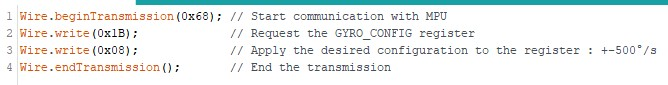 1 Wire.beginTransmission(0x68); // Start communication with MPU
2 Wire.write(0x1B); // Request the GYRO_CONFIG register
3 Wire.write(0x08); // Apply the desired configuration to the register : +-500°/s
4 Wire.endTransmission(); // End the transmission